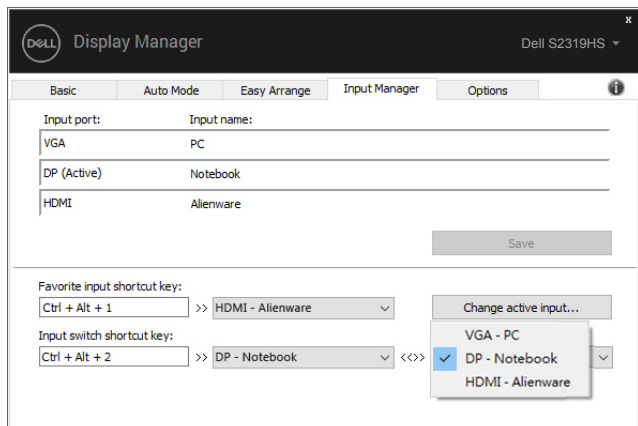 x
DELL Display Manager Dell S2319HS
Basic Auto Mode Easy Arrange Input Manager Options i
Input port: Input name:
VGA PC
DP (Active) Notebook
HDMI Alienware
Save
Favorite input shortcut key:
Ctrl + Alt + 1 >> HDMI - Alienware Change active input...
Input switch shortcut key:
Ctrl + Alt + 2 >> DP - Notebook <<>>
VGA - PC
DP - Notebook
HDMI - Alienware